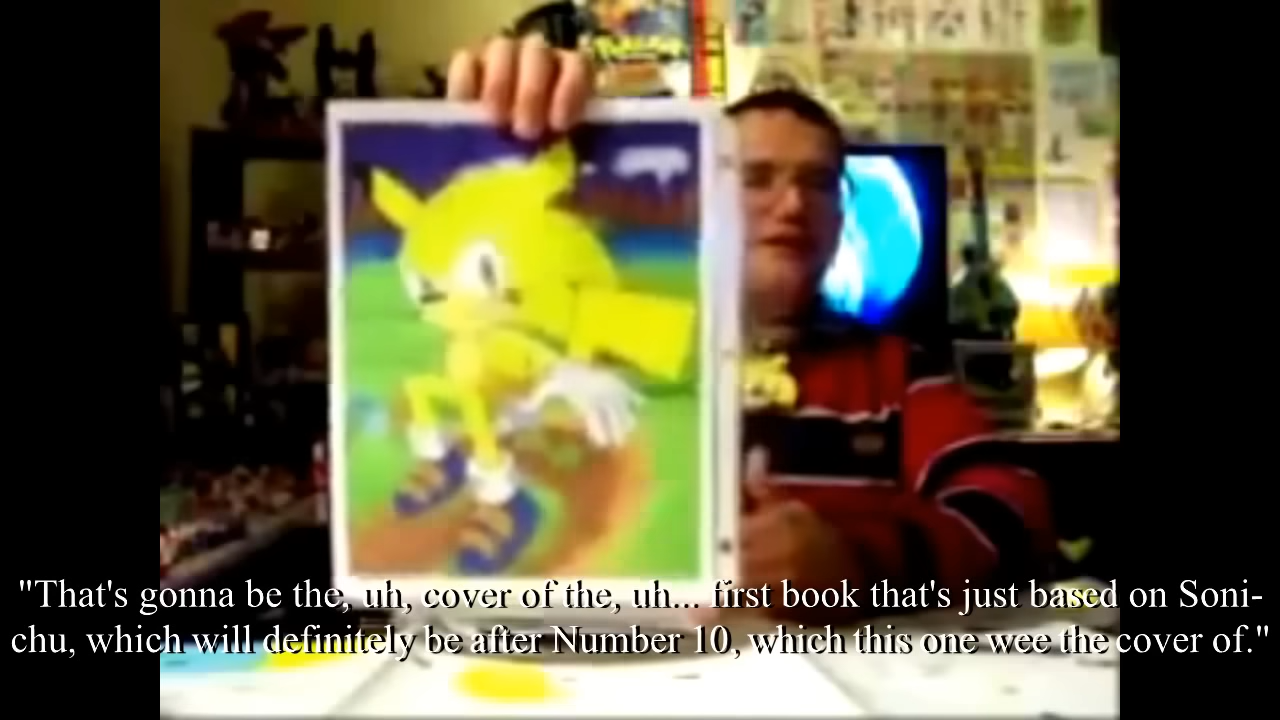 "That's gonna be the, uh, cover of the, uh... first book that's just based on Soni-
chu, which will definitely be after Number 10, which this one wee the cover of."